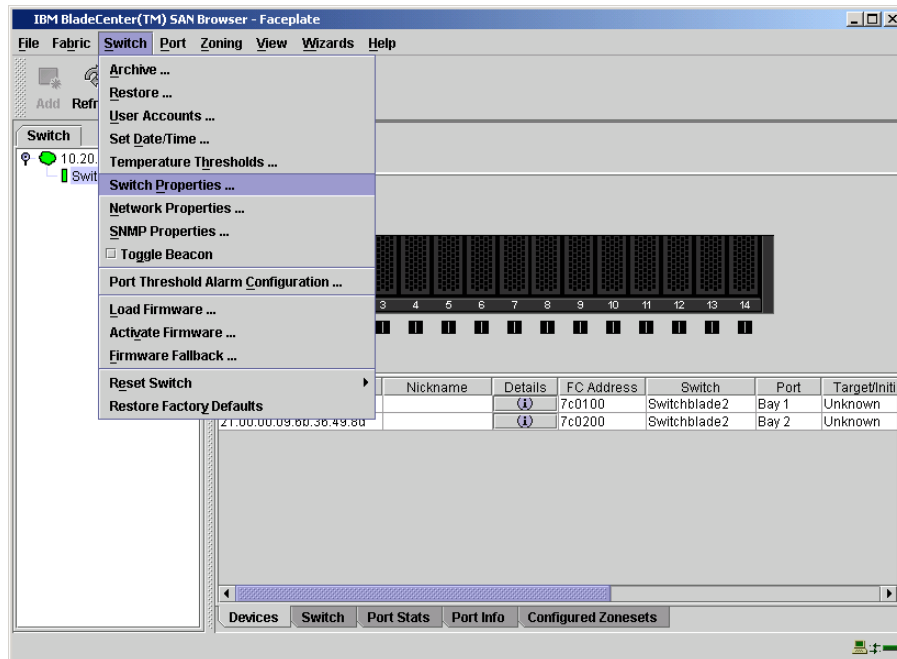 IBM BladeCenter(TM) SAN Browser - Faceplate
File Fabric Switch Port Zoning View Wizards Help
Add Refr
Archive ...
Restore ...
User Accounts ...
Set Date/Time ...
Temperature Thresholds ...
Switch Properties ...
Network Properties ...
SNMP Properties ...
Toggle Beacon
Port Threshold Alarm Configuration ...
Load Firmware ...
Activate Firmware ...
Firmware Fallback ...
Reset Switch
Restore Factory Defaults
Switch
10.20.
Swit
3 4 5 6 7 8 9 10 11 12 13 14
Nickname Details FC Address Switch Port Target/Initi
(i) 7c0100 Switchblade2 Bay 1 Unknown
21:00:00:09:6b:36:49:8d (i) 7c0200 Switchblade2 Bay 2 Unknown
Devices Switch Port Stats Port Info Configured Zonesets